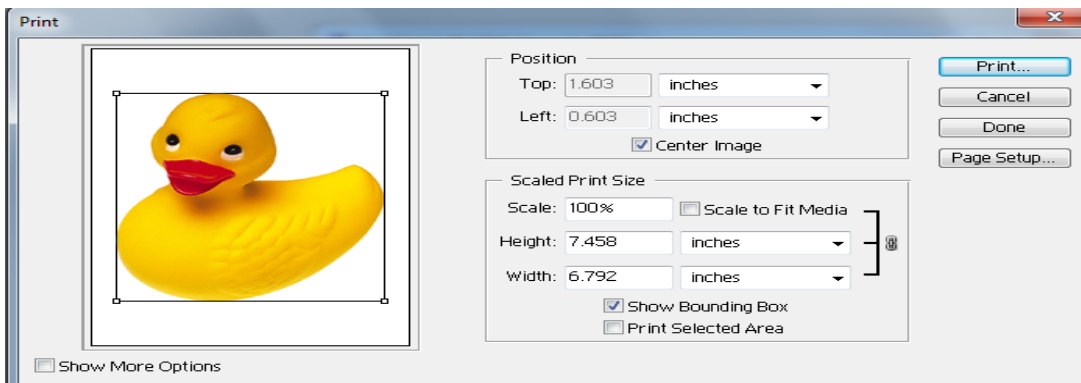 Print
Position
Top: 1.603 inches
Left: 0.603 inches
Center Image
Scaled Print Size
Scale: 100% Scale to Fit Media
Height: 7.458 inches
Width: 6.792 inches
Show Bounding Box
Print Selected Area
Show More Options
Print...
Cancel
Done
Page Setup...